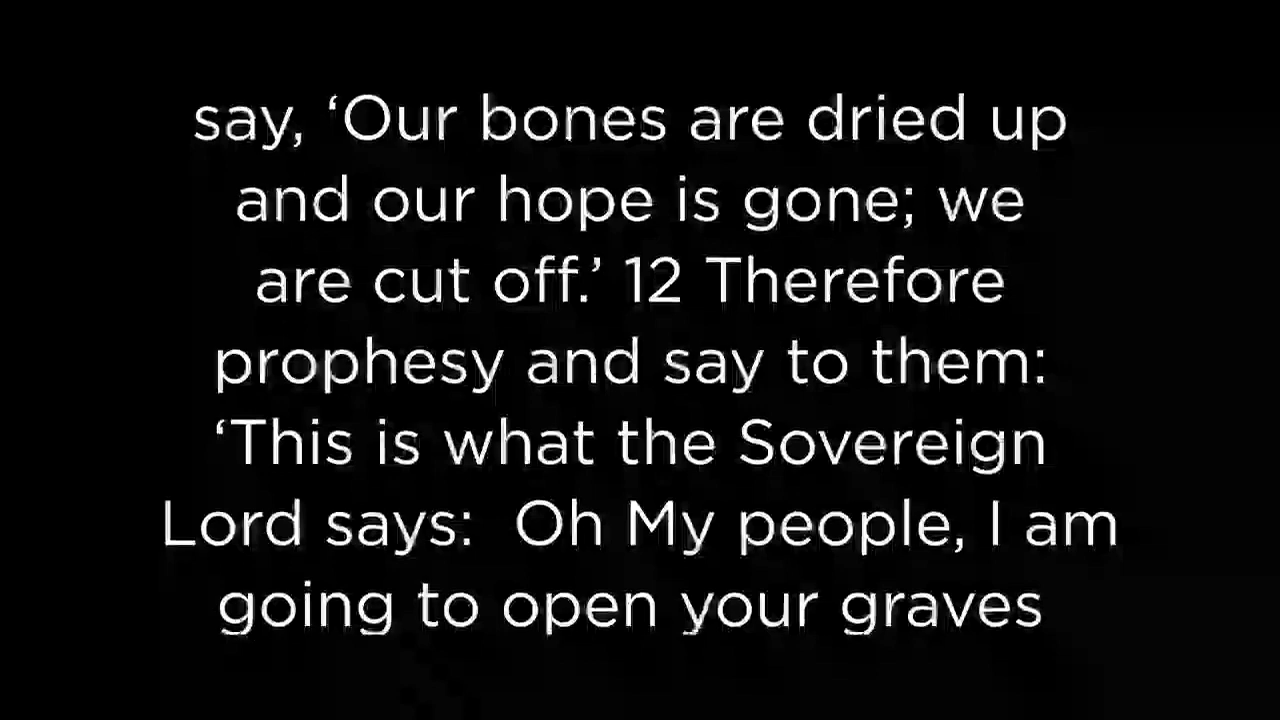 say, ‘Our bones are dried up
and our hope is gone; we
are cut off.’ 12 Therefore
prophesy and say to them:
‘This is what the Sovereign
Lord says:  Oh My people, I am
going to open your graves